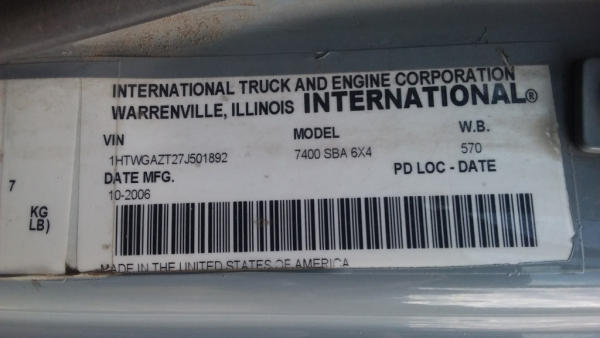 INTERNATIONAL TRUCK AND ENGINE CORPORATION
WARRENVILLE, ILLINOIS INTERNATIONAL®
VIN MODEL W.B.
1HTWGAZT27J501892 7400 SBA 6X4 570
DATE MFG. PD LOC - DATE
10-2006
MADE IN THE UNITED STATES OF AMERICA
7
KG
LB)